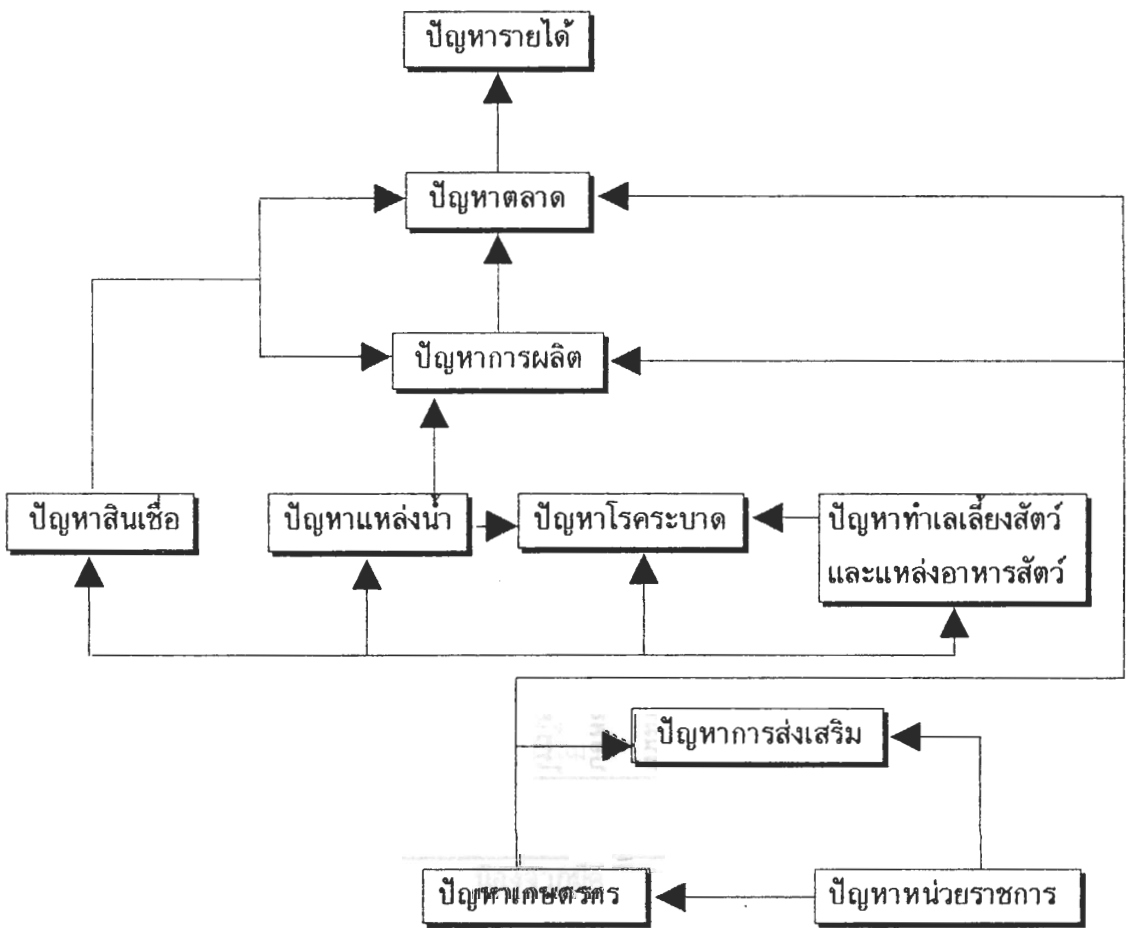 ปัญหารายได้
ปัญหาตลาด
ปัญหาการผลิต
ปัญหาสินเชื่อ
ปัญหาแหล่งน้ำ
ปัญหาโรคระบาด
ปัญหาทำเลเลี้ยงสัตว์
และแหล่งอาหารสัตว์
ปัญหาการส่งเสริม
ปัญหาเกษตรกร
ปัญหาหน่วยราชการ